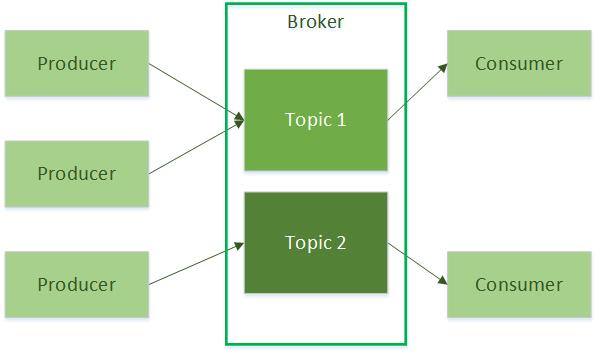 Broker
Producer
Topic 1
Consumer
Producer
Topic 2
Producer
Consumer